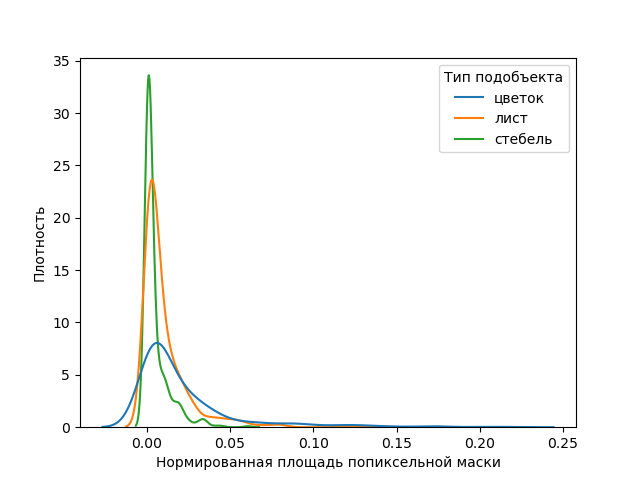 35
30
25
20
15
10
5
0
Плотность
Тип подобъекта
цветок
лист
стебель
0.00 0.05 0.10 0.15 0.20 0.25
Нормированная площадь попиксельной маски